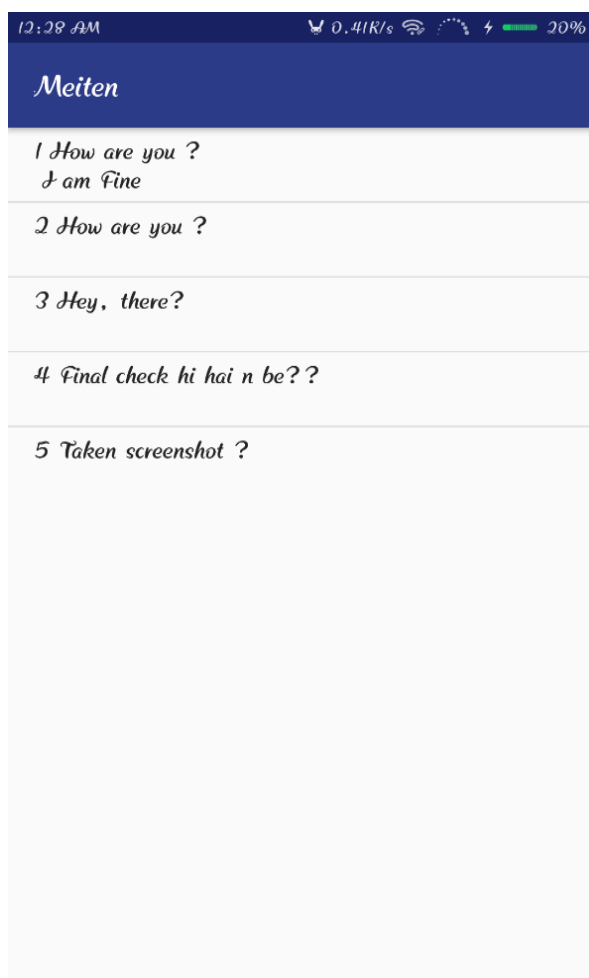 12:28 AM 0.41K/s 20%
Meiten
1 How are you ?
I am Fine
2 How are you ?
3 Hey, there?
4 Final check hi hai n be??
5 Taken screenshot ?